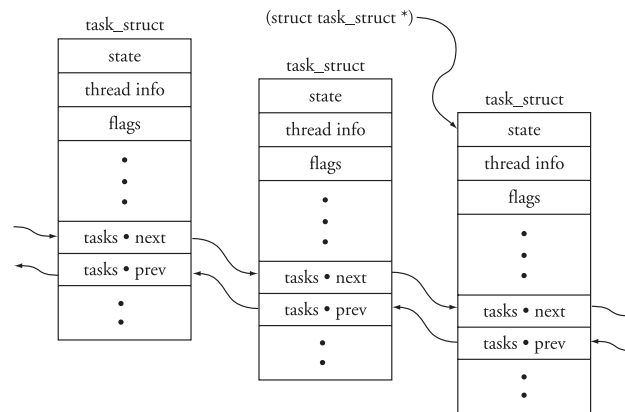 task_struct
state
thread info
flags
tasks • next
tasks • prev
task_struct
state
thread info
flags
tasks • next
tasks • prev
(struct task_struct *)
task_struct
state
thread info
flags
tasks • next
tasks • prev